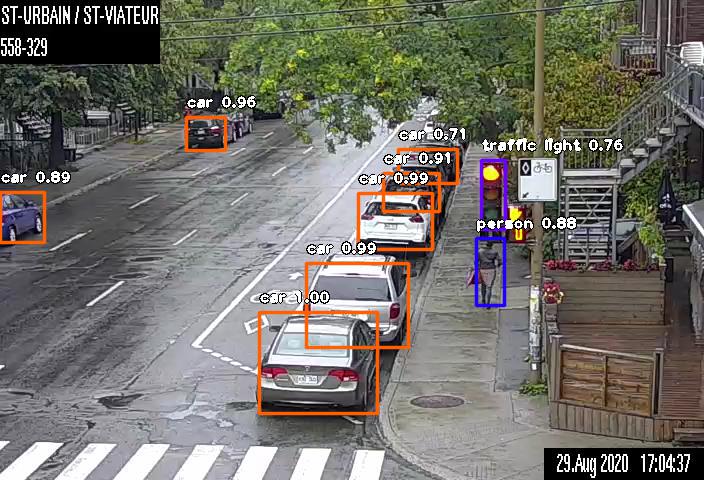 ST-URBAIN / ST-VIATEUR
558-329
car 0.96
car 0.71
traffic light 0.76
car 0.91
car 0.89
car 0.99
person 0.88
car 0.99
car 1.00
29.Aug 2020 17:04:37